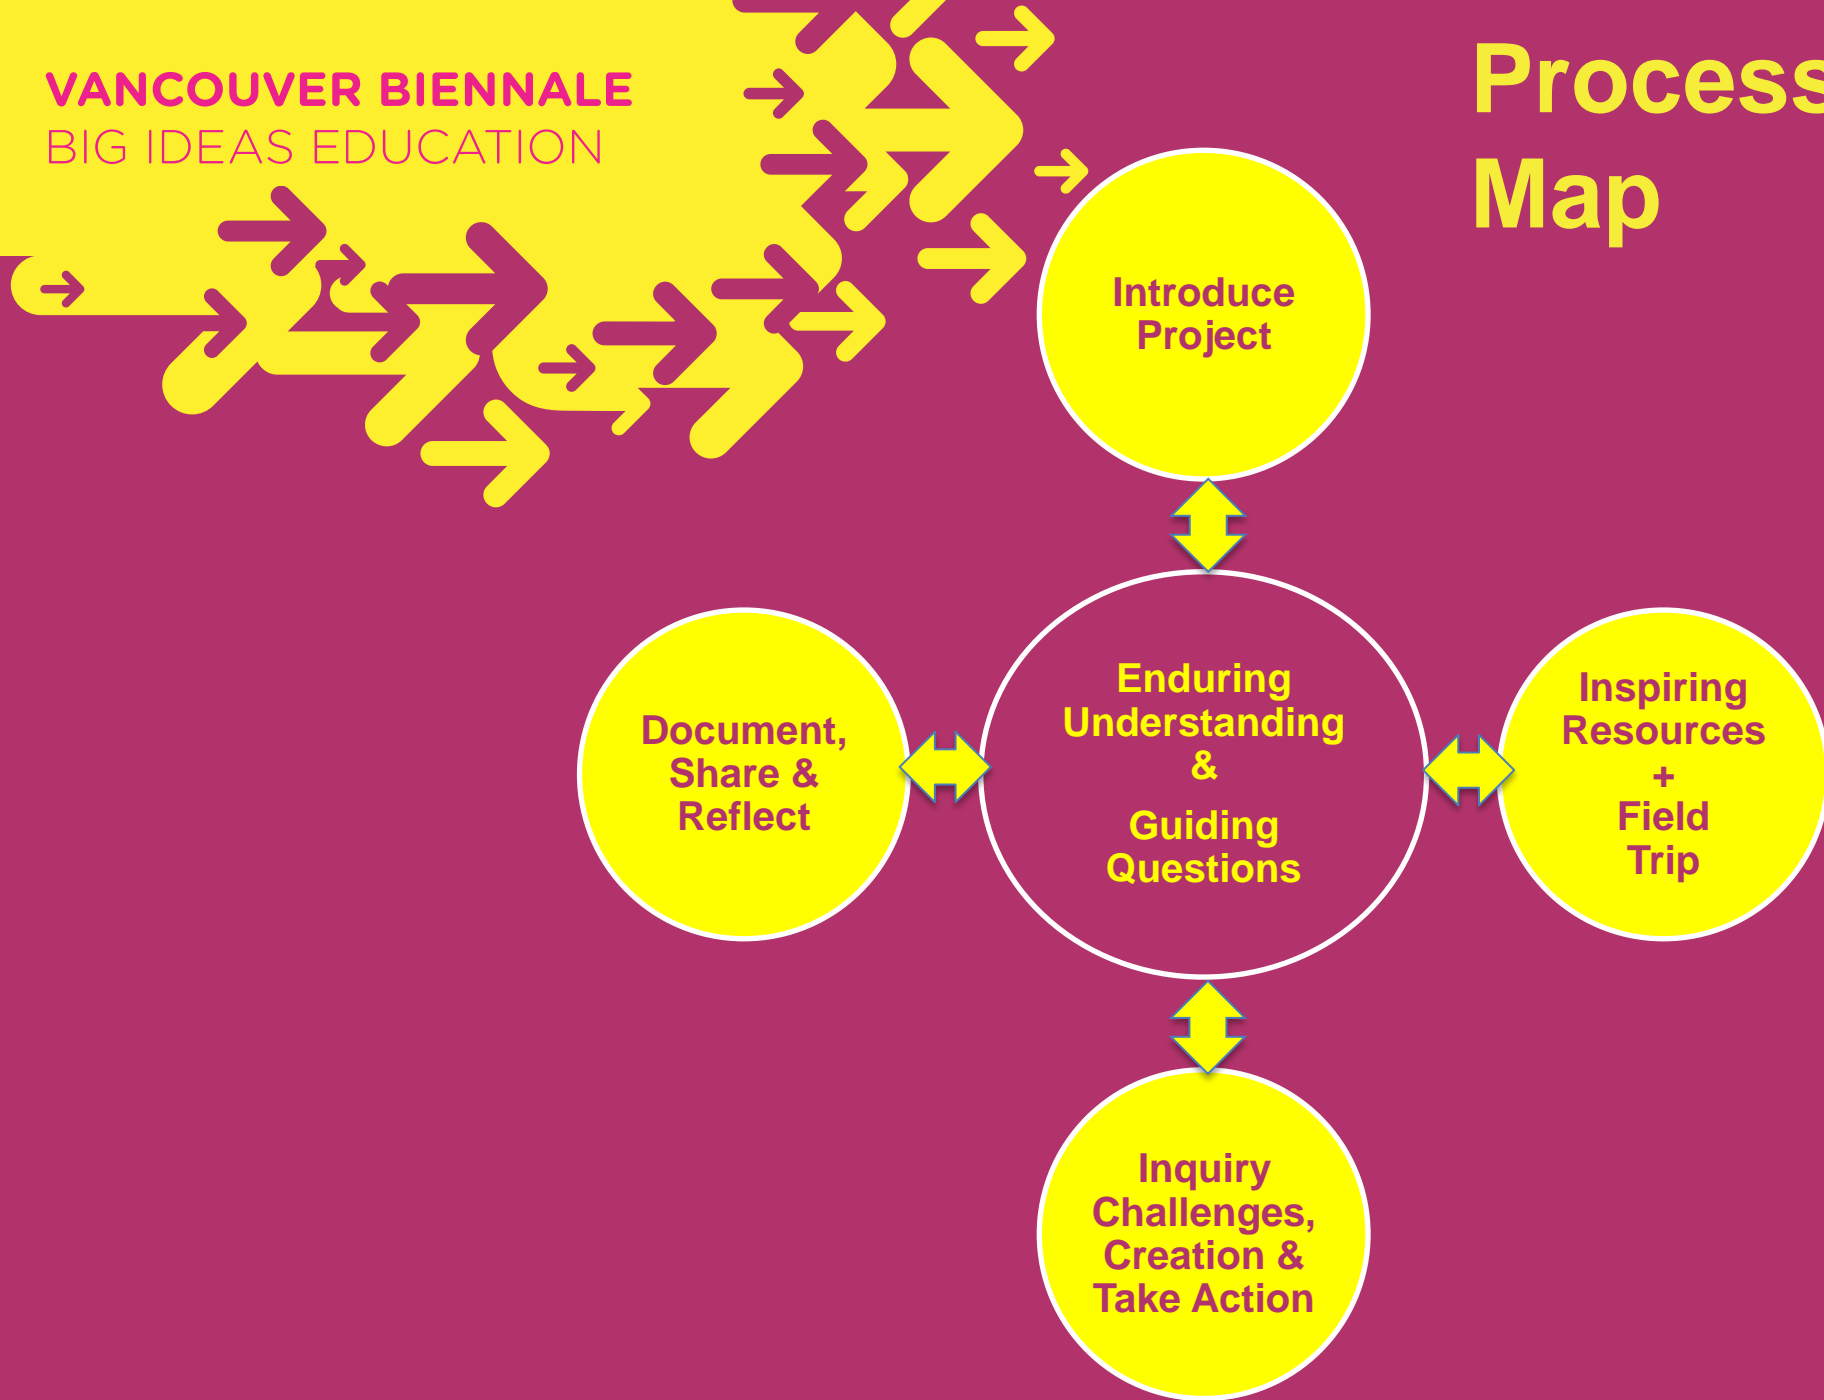 VANCOUVER BIENNALE
BIG IDEAS EDUCATION
Process
Map
Introduce
Project
Enduring
Understanding
&
Guiding
Questions
Document,
Share &
Reflect
Inspiring
Resources
+
Field
Trip
Inquiry
Challenges,
Creation &
Take Action